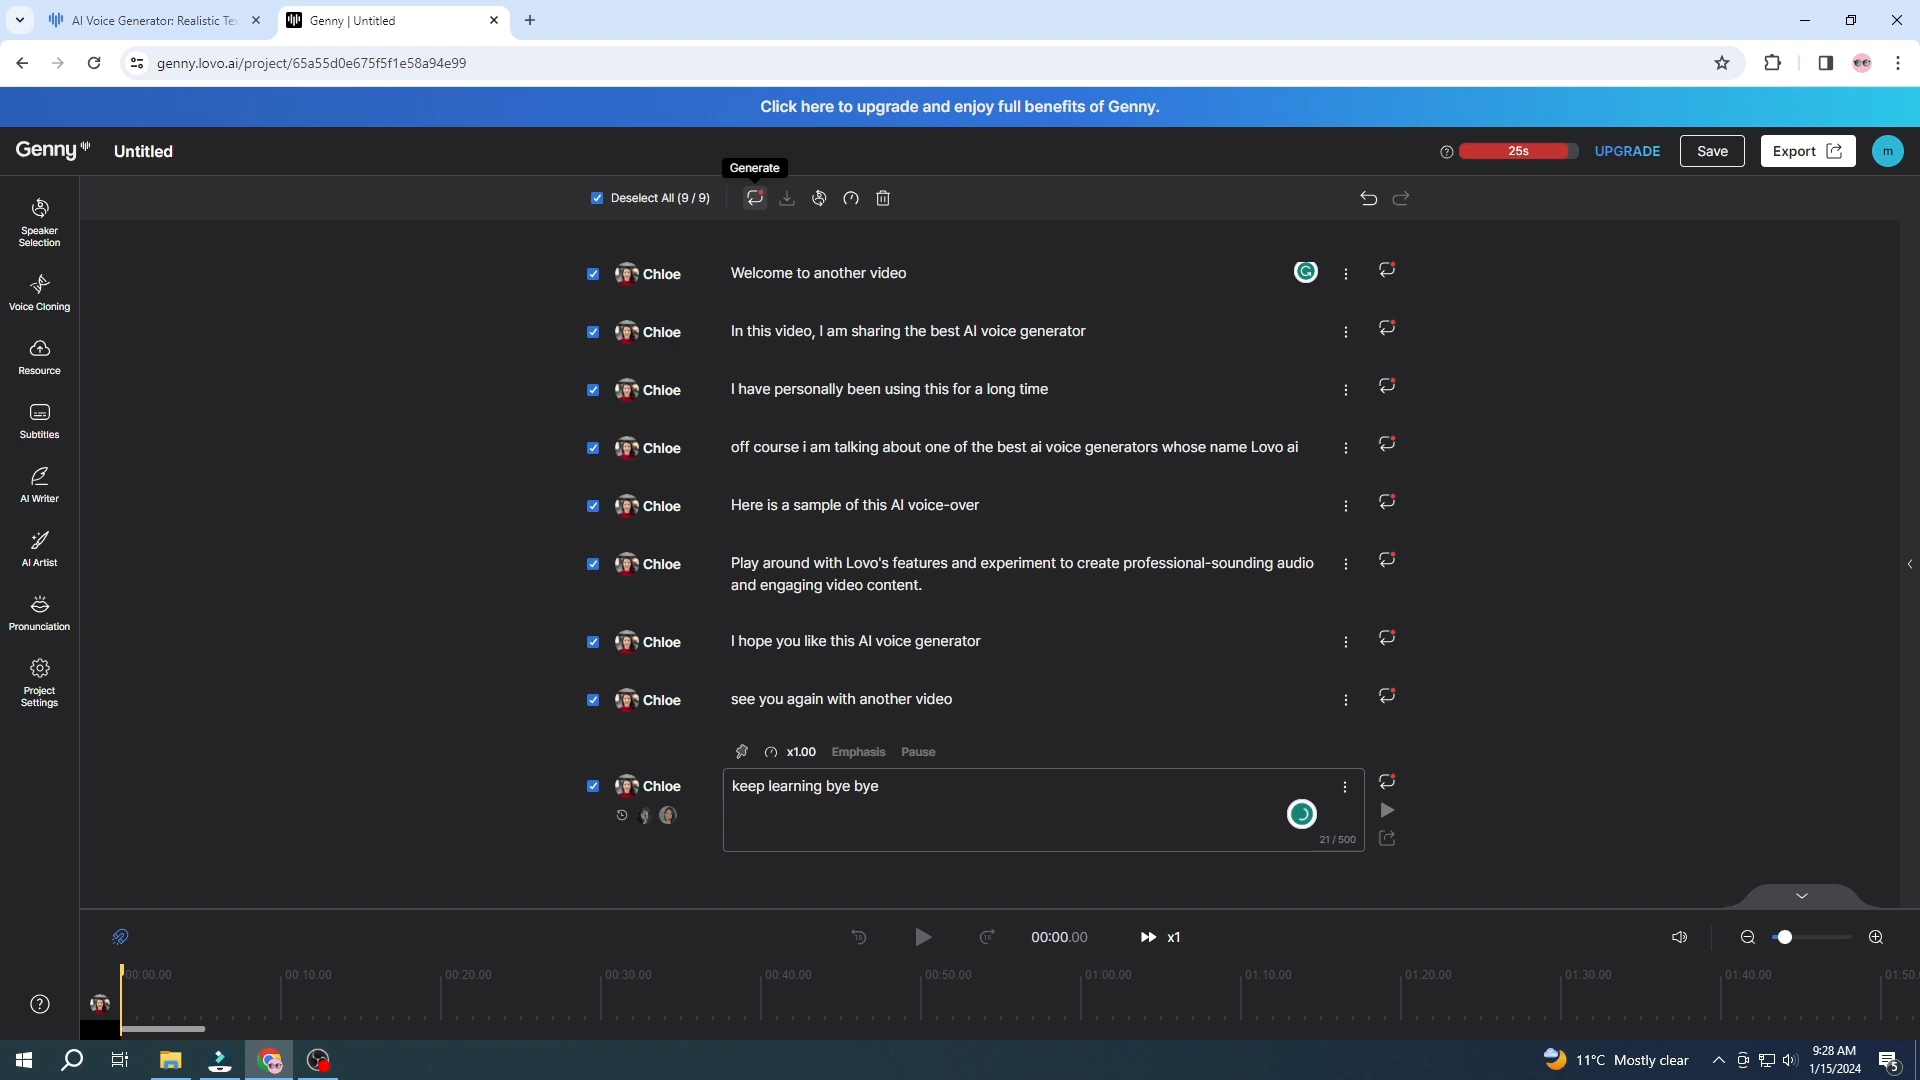 AI Voice Generator: Realistic Te
Genny | Untitled
genny.lovo.ai/project/65a55d0e675f5f1e58a94e99
Click here to upgrade and enjoy full benefits of Genny.
Genny
Untitled
25s
UPGRADE
Save
Export
m
Generate
Deselect All (9 / 9)
Speaker
Selection
Voice Cloning
Resource
Subtitles
AI Writer
AI Artist
Pronunciation
Project
Settings
Chloe
Welcome to another video
Chloe
In this video, I am sharing the best AI voice generator
Chloe
I have personally been using this for a long time
Chloe
off course i am talking about one of the best ai voice generators whose name Lovo ai
Chloe
Here is a sample of this AI voice-over
Chloe
Play around with Lovo's features and experiment to create professional-sounding audio
and engaging video content.
Chloe
I hope you like this AI voice generator
Chloe
see you again with another video
x1.00 Emphasis Pause
Chloe
keep learning bye bye
21 / 500
15
15
00:00.00
x1
00:00.00
00:10.00
00:20.00
00:30.00
00:40.00
00:50.00
01:00.00
01:10.00
01:20.00
01:30.00
01:40.00
01:50
11°C Mostly clear
9:28 AM
1/15/2024
5